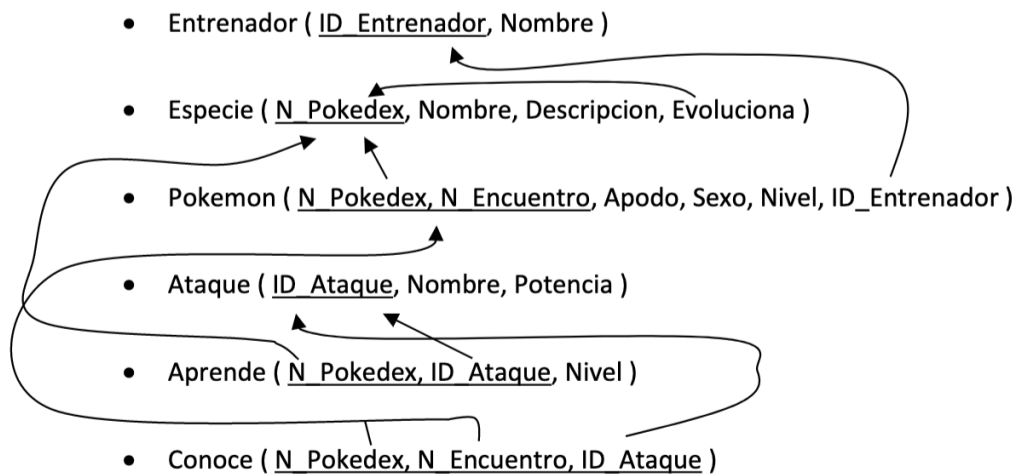 • Entrenador ( ID_Entrenador, Nombre )
• Especie ( N_Pokedex, Nombre, Descripcion, Evoluciona )
• Pokemon ( N_Pokedex, N_Encuentro, Apodo, Sexo, Nivel, ID_Entrenador )
• Ataque ( ID_Ataque, Nombre, Potencia )
• Aprende ( N_Pokedex, ID_Ataque, Nivel )
• Conoce ( N_Pokedex, N_Encuentro, ID_Ataque )